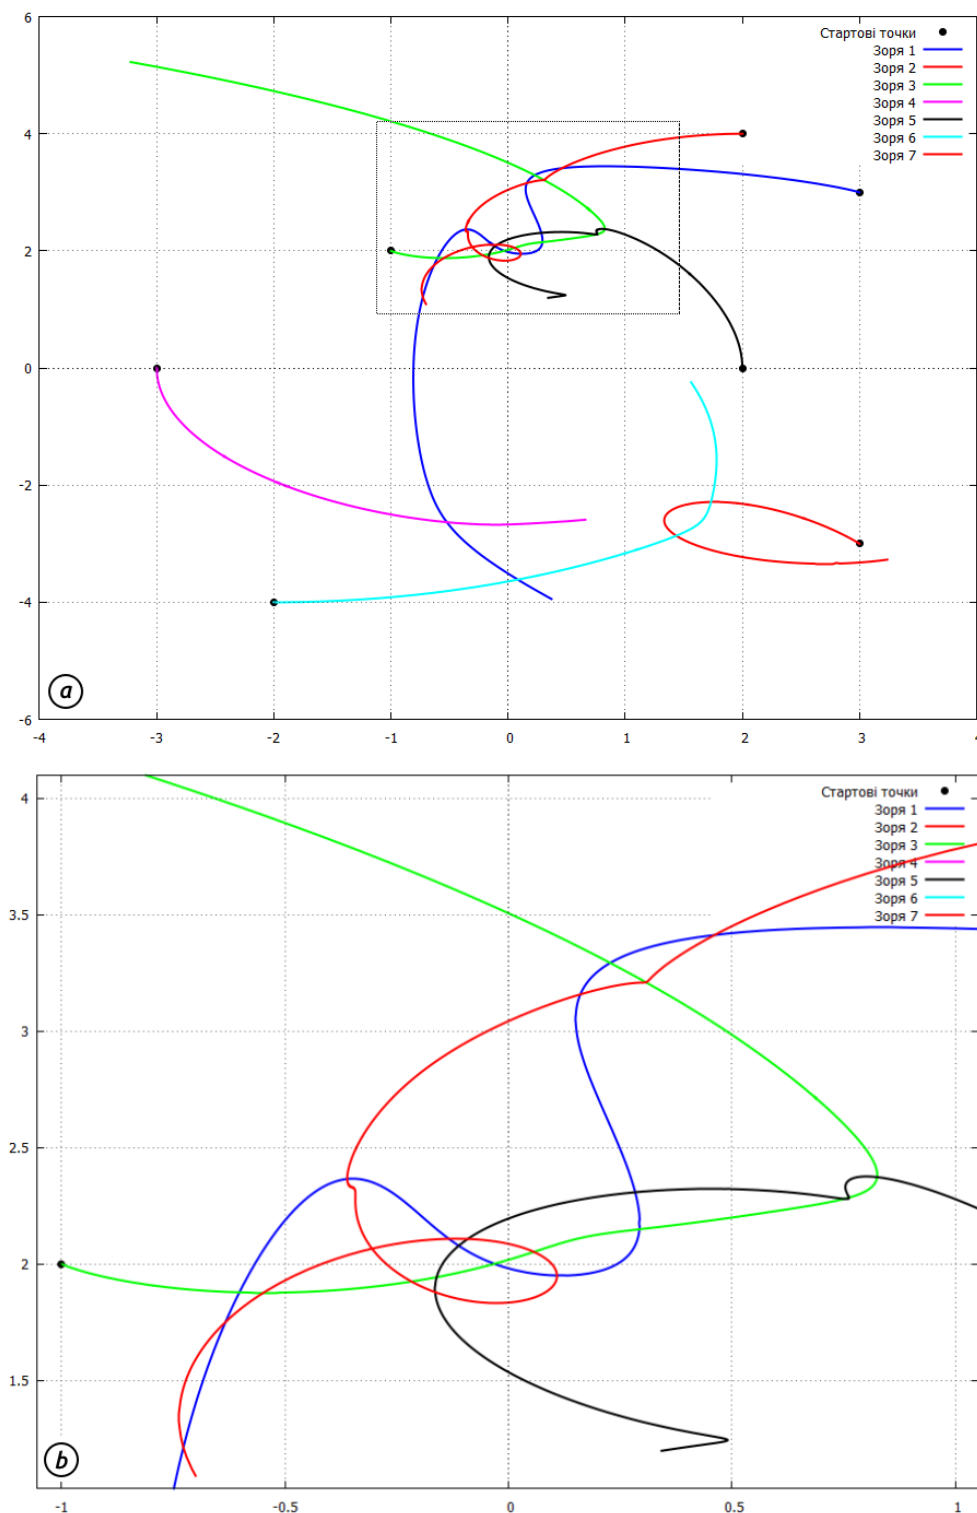 6
Стартові точки
Зоря 1
Зоря 2
Зоря 3
Зоря 4
Зоря 5
Зоря 6
Зоря 7
4
2
0
-2
-4
a
-6
-4 -3 -2 -1 0 1 2 3 4
4
Стартові точки
Зоря 1
Зоря 2
Зоря 3
Зоря 4
Зоря 5
Зоря 6
Зоря 7
3.5
3
2.5
2
1.5
b
-1 -0.5 0 0.5 1